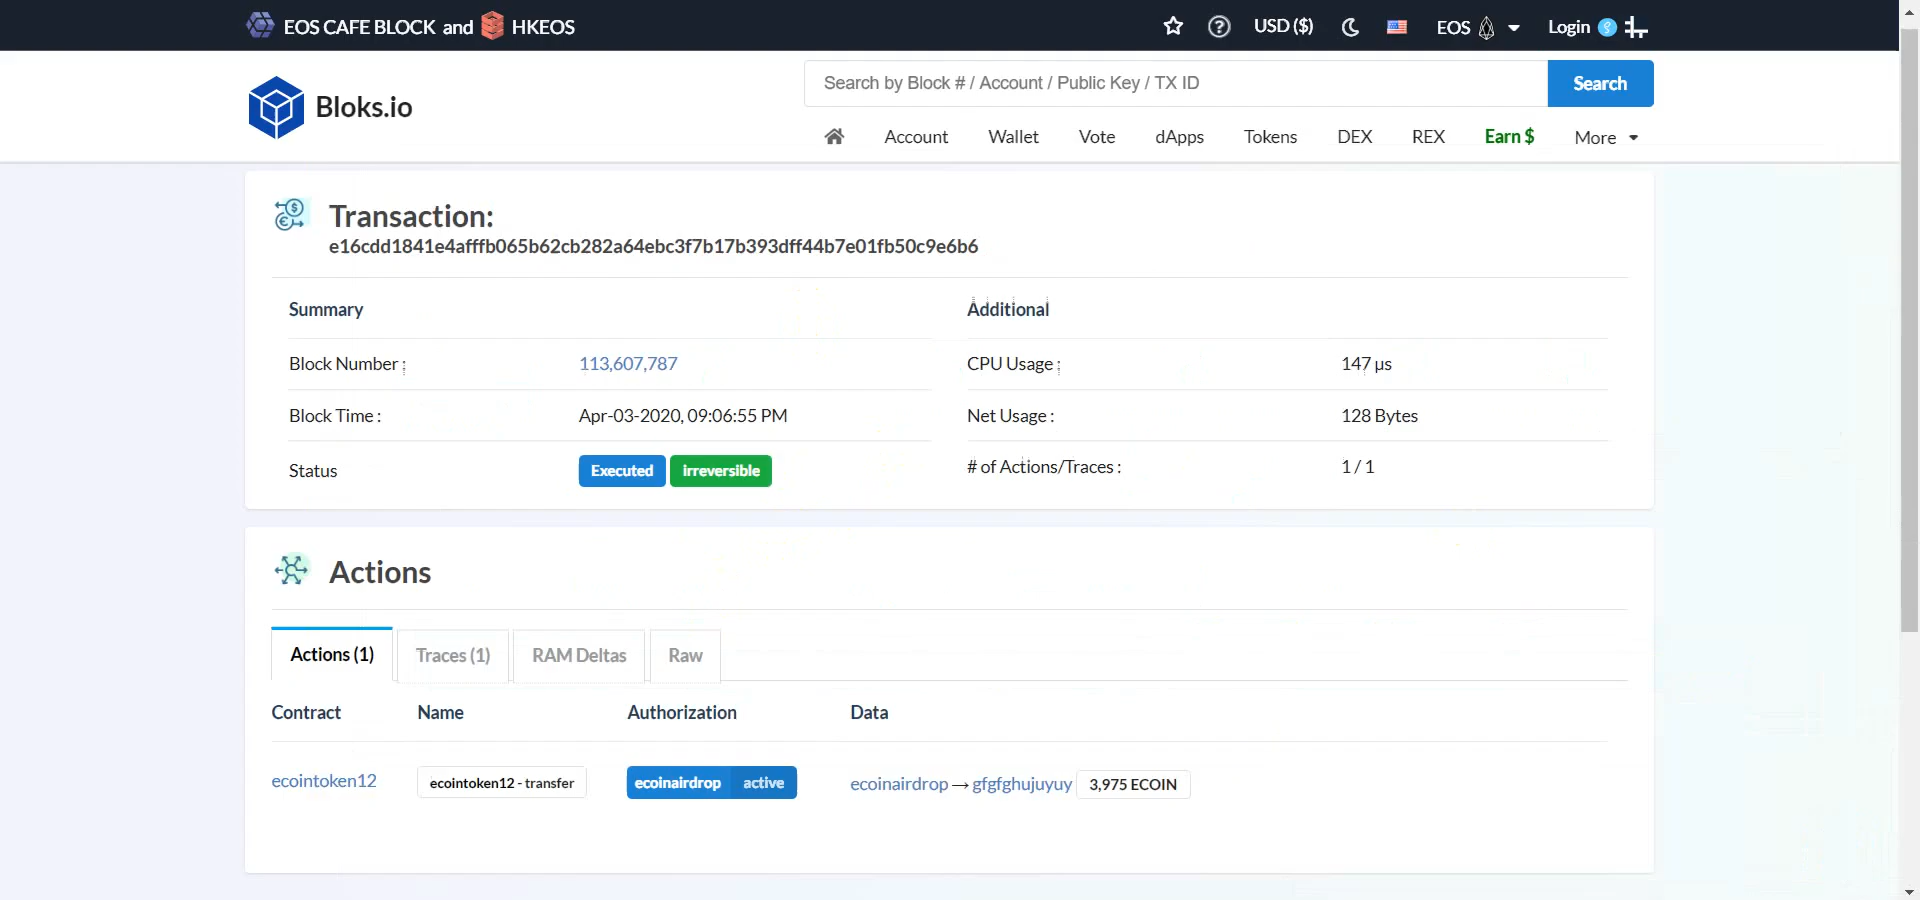 EOS CAFE BLOCK and HKEOS
USD ($) EOS Login
Bloks.io
Search by Block # / Account / Public Key / TX ID Search
Account Wallet Vote dApps Tokens DEX REX Earn $ More
Transaction:
e16cdd1841e4afffb065b62cb282a64ebc3f7b17b393dff44b7e01fb50c9e6b6
Summary Additional
Block Number : 113,607,787 CPU Usage : 147 µs
Block Time : Apr-03-2020, 09:06:55 PM Net Usage : 128 Bytes
Status Executed irreversible # of Actions/Traces : 1 / 1
Actions
Actions (1) Traces (1) RAM Deltas Raw
Contract Name Authorization Data
ecointoken12 ecointoken12 - transfer ecoinairdrop active ecoinairdrop → gfgfghujuyuy 3,975 ECOIN